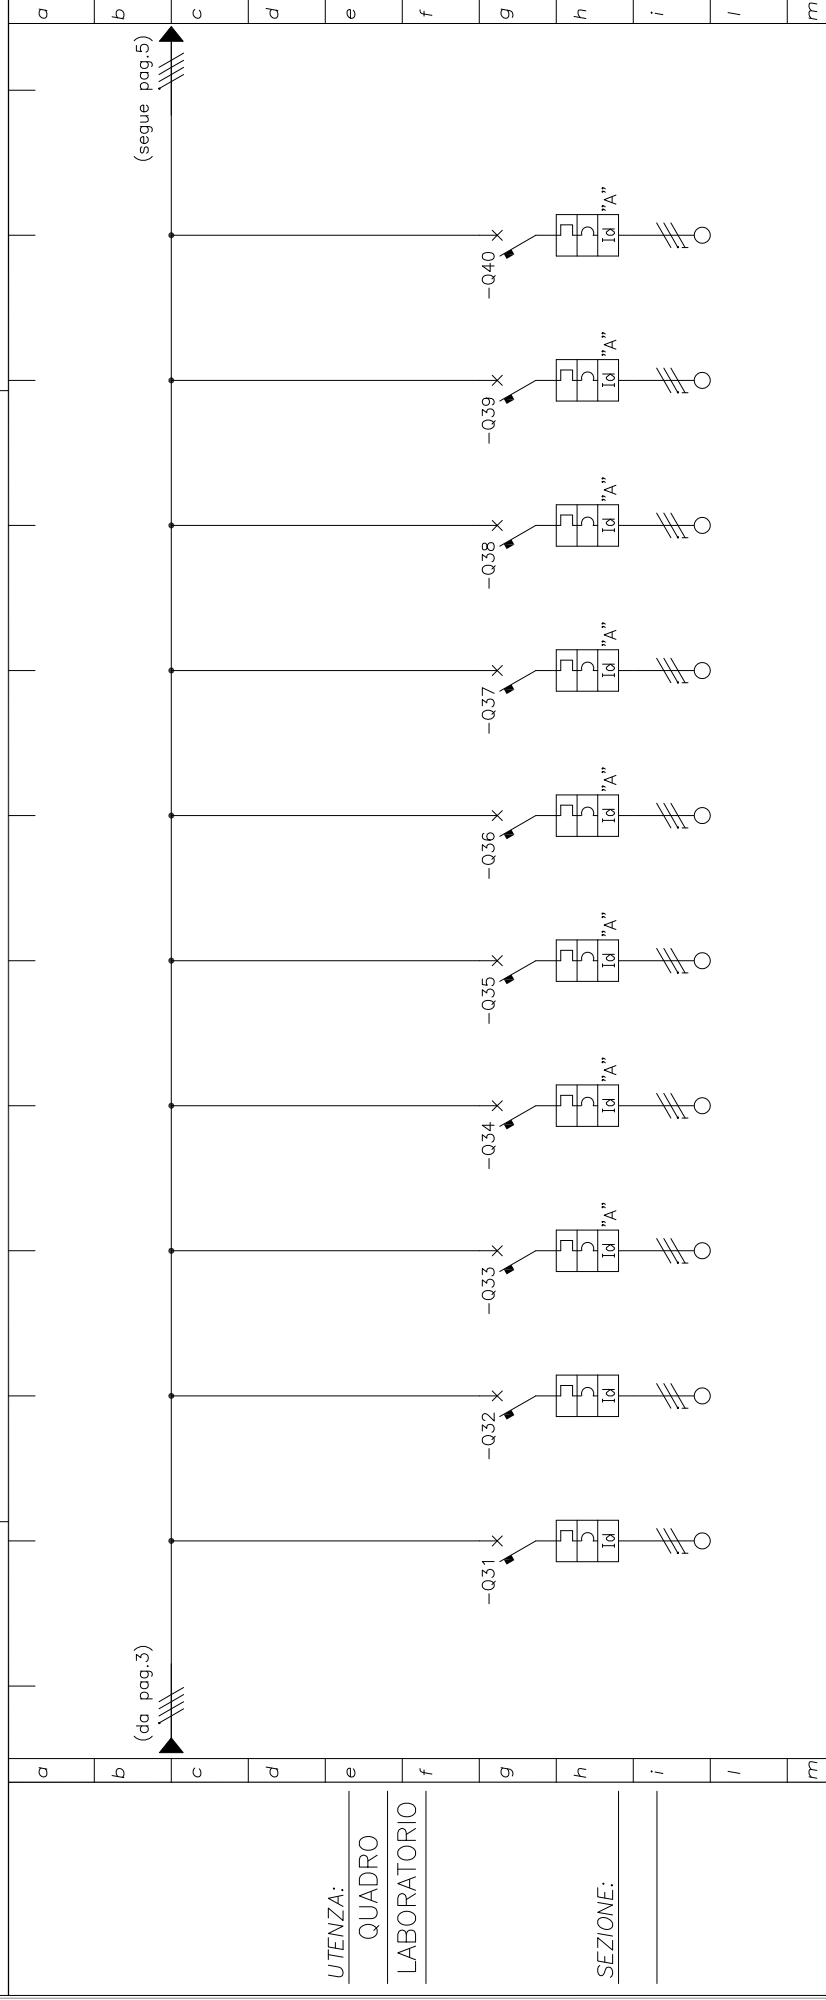 a
b
c
d
e
f
g
h
i
l
m
(da pag.3)
(segue pag.5)
-Q31
-Q32
-Q33
-Q34
-Q35
-Q36
-Q37
-Q38
-Q39
-Q40
Id
Id
Id "A"
Id "A"
Id "A"
Id "A"
Id "A"
Id "A"
Id "A"
Id "A"
UTENZA:
QUADRO
LABORATORIO
SEZIONE:
a
b
c
d
e
f
g
h
i
l
m